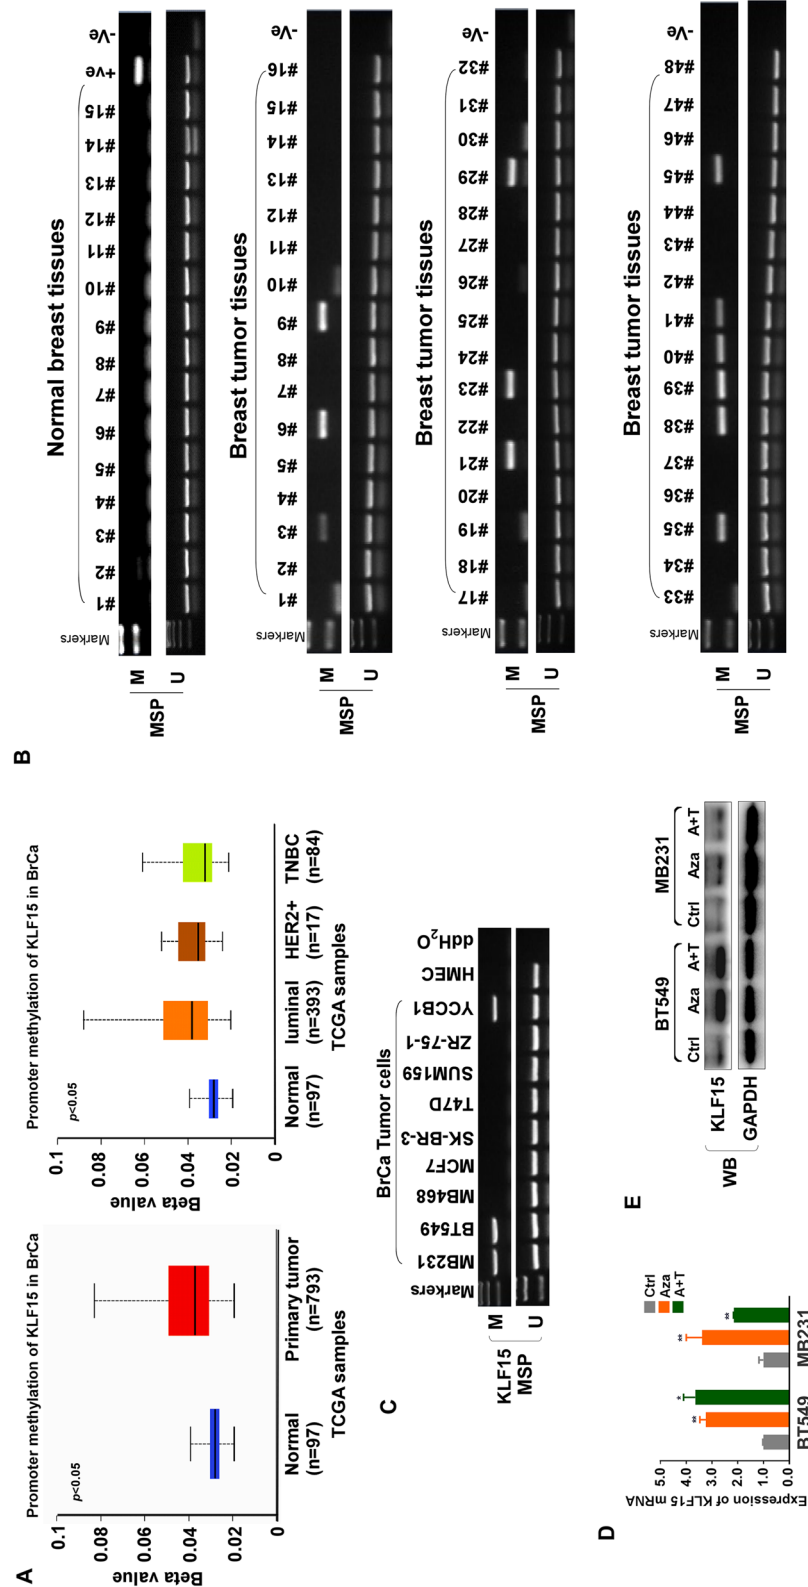 A
Promoter methylation of KLF15 in BrCa
p<0.05
Beta value
0.1
0.08
0.06
0.04
0.02
0
Normal
(n=97)
Primary tumor
(n=793)
TCGA samples
Promoter methylation of KLF15 in BrCa
p<0.05
Beta value
0.1
0.08
0.06
0.04
0.02
0
Normal
(n=97)
luminal
(n=393)
HER2+
(n=17)
TNBC
(n=84)
TCGA samples
B
Normal breast tissues
Markers #1 #2 #3 #4 #5 #6 #7 #8 #9 #10 #11 #12 #13 #14 #15 +ve -Ve
MSP
M
U
Breast tumor tissues
Markers #1 #2 #3 #4 #5 #6 #7 #8 #9 #10 #11 #12 #13 #14 #15 #16 -Ve
MSP
M
U
Breast tumor tissues
Markers #17 #18 #19 #20 #21 #22 #23 #24 #25 #26 #27 #28 #29 #30 #31 #32 -Ve
MSP
M
U
Breast tumor tissues
Markers #33 #34 #35 #36 #37 #38 #39 #40 #41 #42 #43 #44 #45 #46 #47 #48 -Ve
MSP
M
U
C
BrCa Tumor cells
Markers MB231 BT549 MB468 MCF7 SK-BR-3 T47D SUM159 ZR-75-1 YCCB1 HMEC ddH2O
KLF15
MSP
M
U
D
Expression of KLF15 mRNA
5.0
4.0
3.0
2.0
1.0
0.0
Ctrl
Aza
A+T
** * ** **
BT549 MB231
E
BT549 MB231
Ctrl Aza A+T Ctrl Aza A+T
WB
KLF15
GAPDH